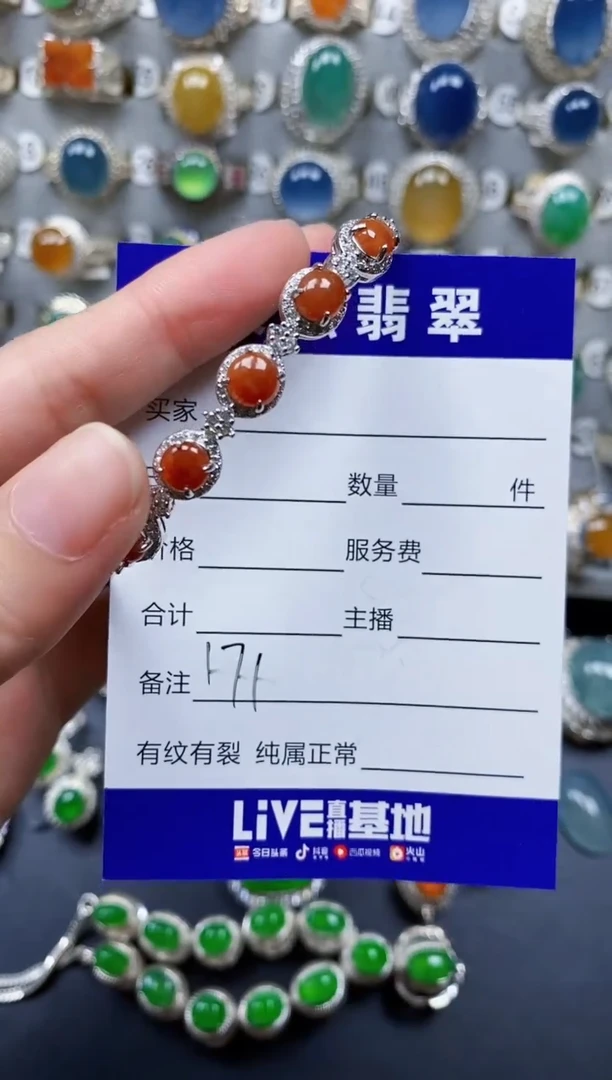 翡翠
买家
数量 件
价格 服务费
合计 主播
备注 171
有纹有裂 纯属正常
LiVE直播基地
今日头条 抖音 西瓜视频 火山